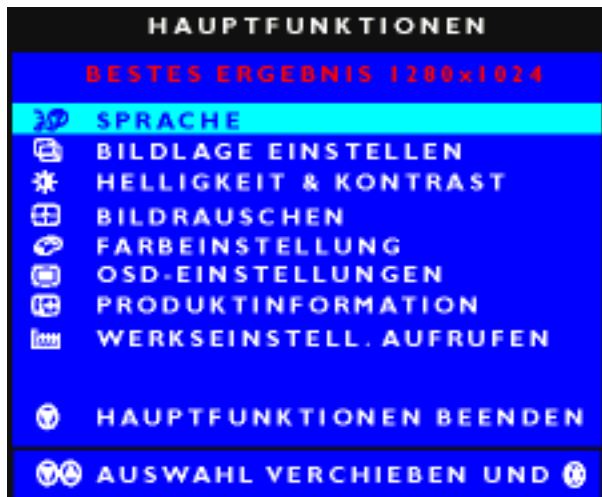 HAUPTFUNKTIONEN
BESTES ERGEBNIS 1280x1024
SPRACHE
BILDLAGE EINSTELLEN
HELLIGKEIT & KONTRAST
BILDRAUSCHEN
FARBEINSTELLUNG
OSD-EINSTELLUNGEN
PRODUKTINFORMATION
WERKSEINSTELL. AUFRUFEN
HAUPTFUNKTIONEN BEENDEN
AUSWAHL VERCHIEBEN UND